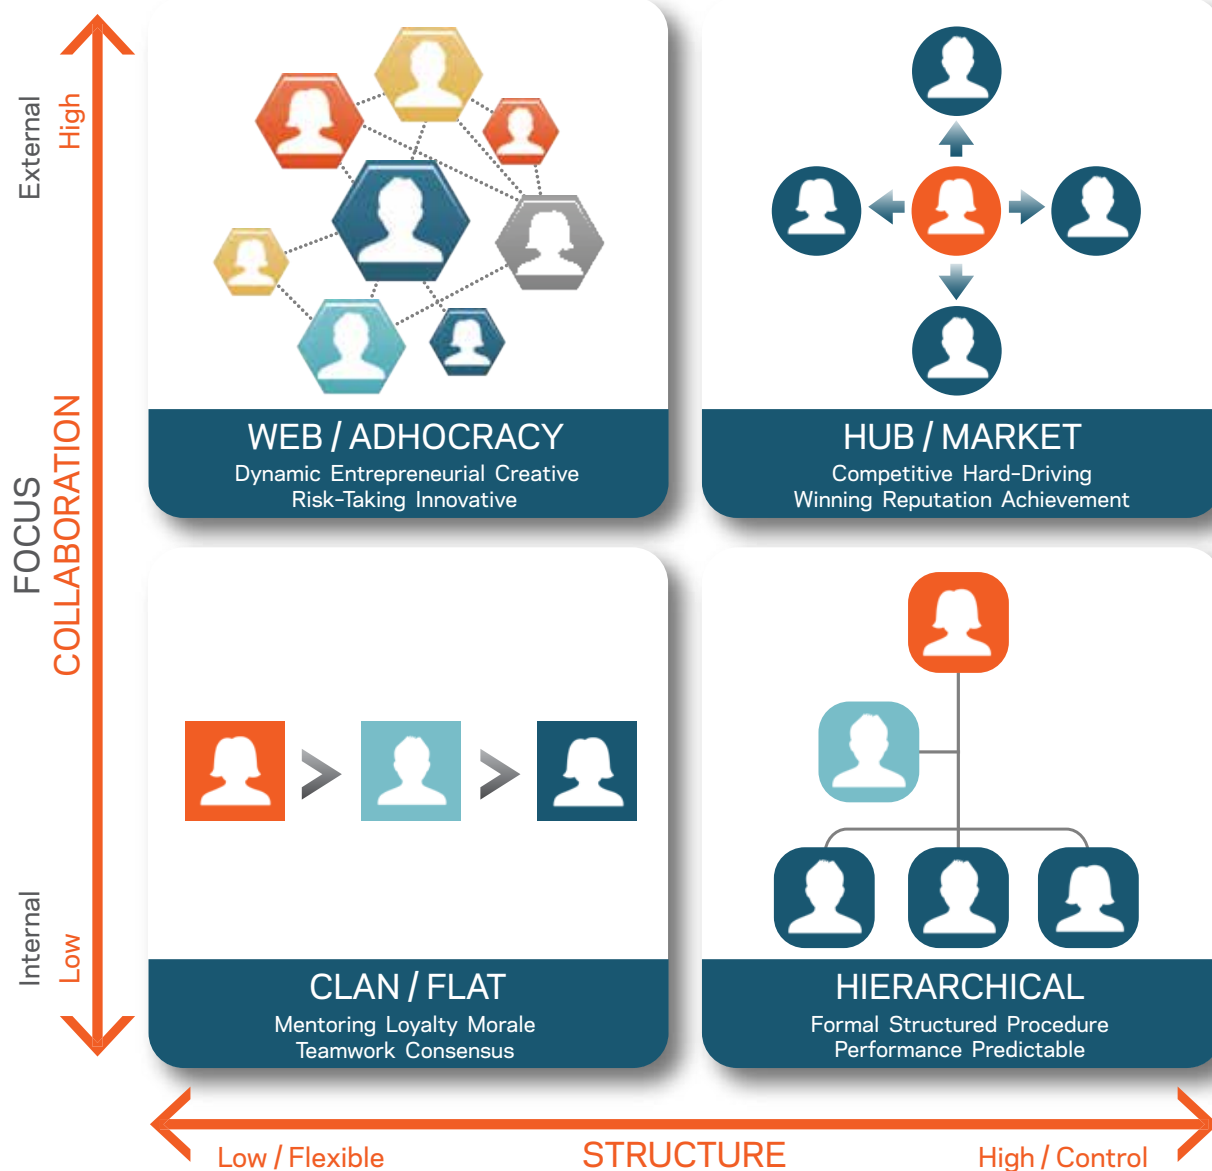 External
High
WEB / ADHOCRACY
Dynamic Entrepreneurial Creative
Risk-Taking Innovative
HUB / MARKET
Competitive Hard-Driving
Winning Reputation Achievement
FOCUS
COLLABORATION
Internal
Low
CLAN / FLAT
Mentoring Loyalty Morale
Teamwork Consensus
HIERARCHICAL
Formal Structured Procedure
Performance Predictable
Low / Flexible
STRUCTURE
High / Control